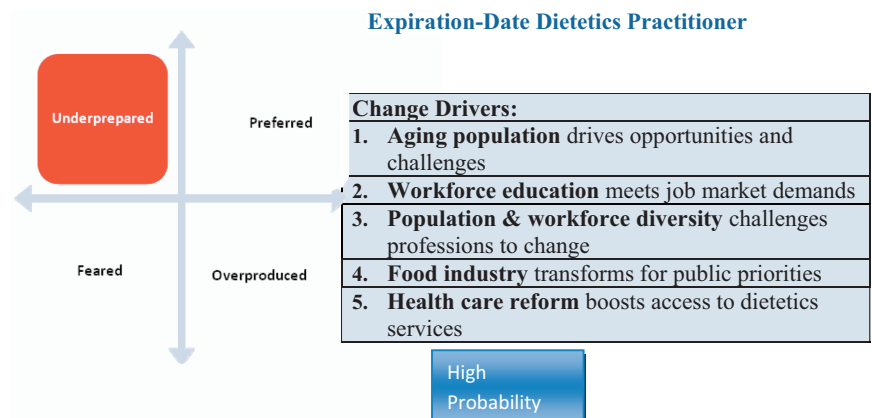 Expiration-Date Dietetics Practitioner
Underprepared
Preferred
Feared
Overproduced
Change Drivers:
1. Aging population drives opportunities and
challenges
2. Workforce education meets job market demands
3. Population & workforce diversity challenges
professions to change
4. Food industry transforms for public priorities
5. Health care reform boosts access to dietetics
services
High
Probability